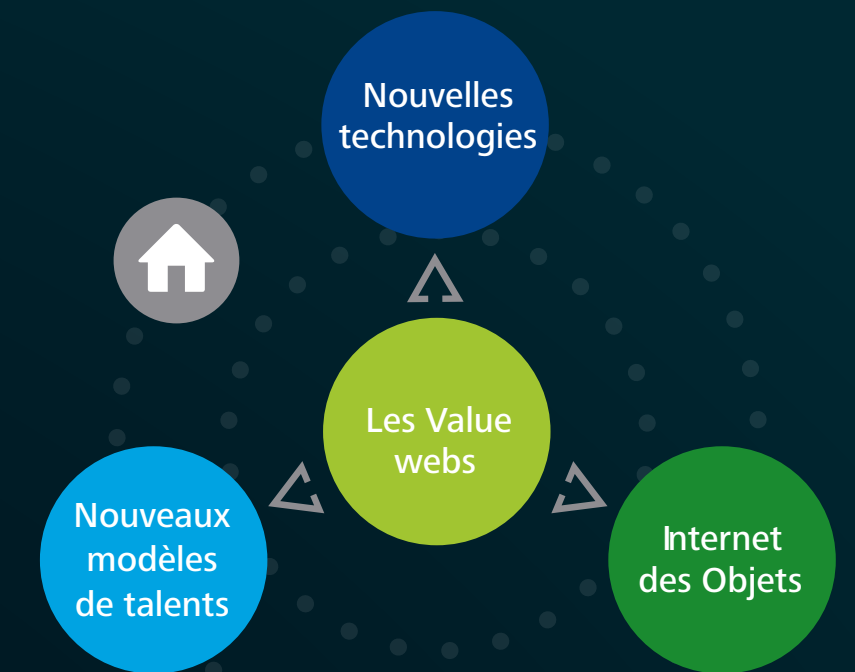 Nouvelles
technologies
Les Value
webs
Nouveaux
modèles
de talents
Internet
des Objets